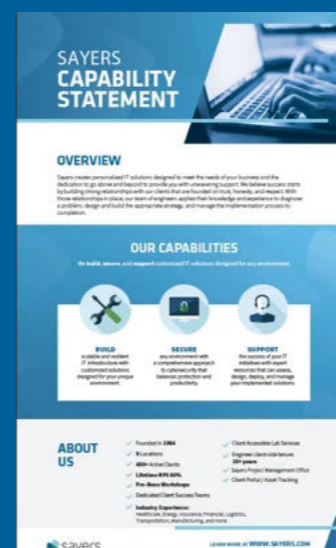 SAYERS
CAPABILITY
STATEMENT
OVERVIEW
Sayers creates personalized IT solutions designed to meet the needs of your business and the
dedication to go above and beyond to provide you with unwavering support. We believe success starts
by building strong relationships with our clients that are founded on trust, honesty, and respect. With
those relationships in place, our team of engineers applies their knowledge and experience to diagnose
a problem, design and build the appropriate strategy, and manage the implementation process to
completion.
OUR CAPABILITIES
We build, secure, and support customized IT solutions designed for any environment.
BUILD
scalable and resilient
IT infrastructure with
customized solutions
designed for your unique
environment.
SECURE
any environment with
a comprehensive approach
to cybersecurity that
balances protection and
productivity.
SUPPORT
the success of your IT
initiatives with expert
resources that can assess,
design, deploy, and manage
your implemented solutions.
ABOUT
US
✓ Founded in 1984
✓ 9 Locations
✓ 400+ Active Clients
✓ Lifetime NPS 90%
✓ Pre-Bono Workshops
✓ Dedicated Client Success Teams
✓ Industry Experience:
Healthcare, Energy, Insurance, Financial, Logistics,
Transportation, Manufacturing, and more.
✓ Client Accessible Lab Services
✓ Engineer client-side tenure:
20+ years
✓ Sayers Project Management Office
✓ Client Portal / Asset Tracking
sayers
LEARN MORE AT WWW.SAYERS.COM